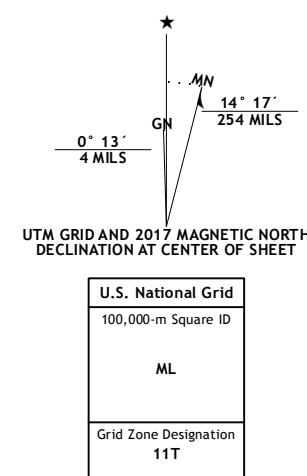 MN
GN
14° 17´
254 MILS
0° 13´
4 MILS
UTM GRID AND 2017 MAGNETIC NORTH
DECLINATION AT CENTER OF SHEET
U.S. National Grid
100,000-m Square ID
ML
Grid Zone Designation
11T